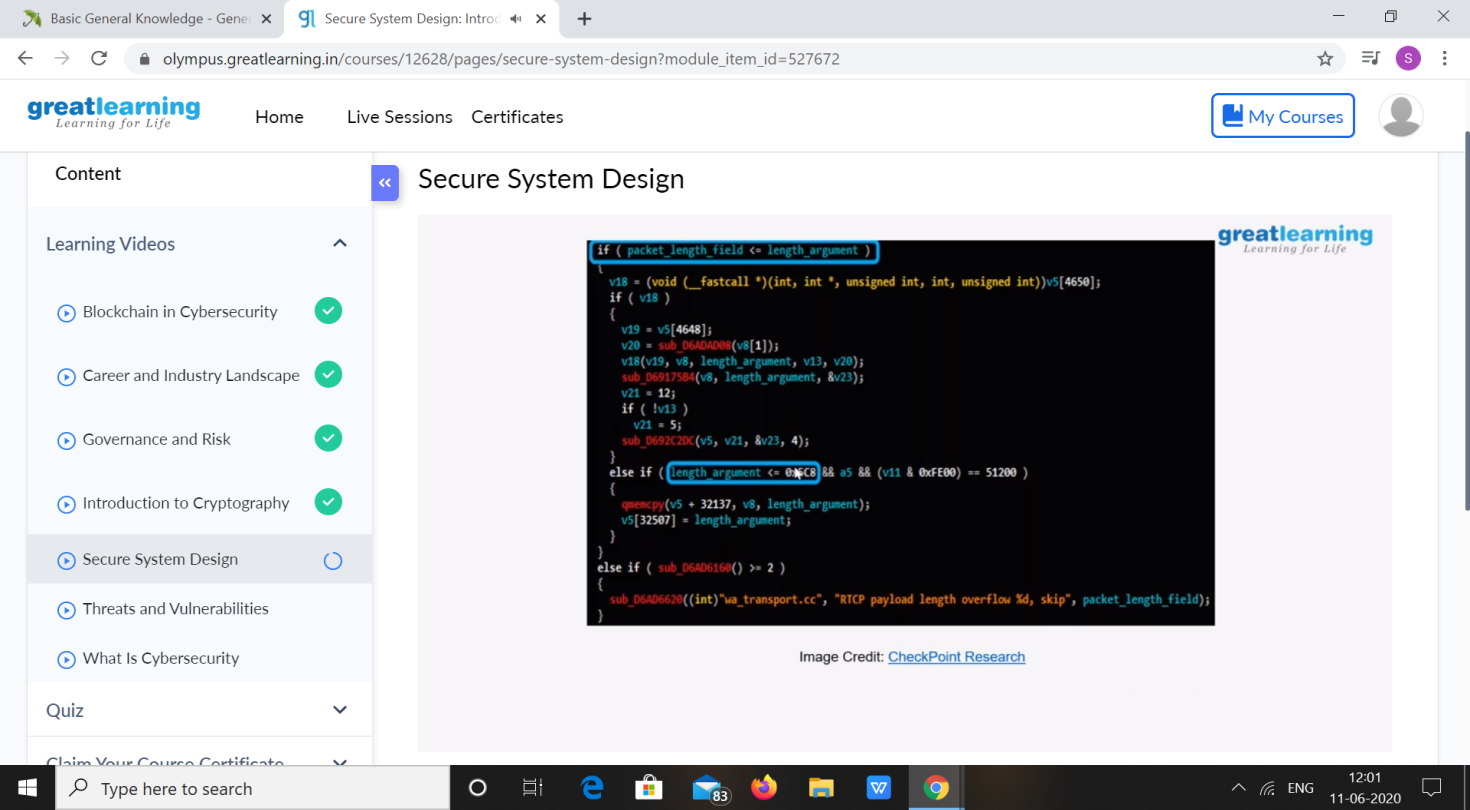 Basic General Knowledge - Gene
Secure System Design: Introd
olympus.greatlearning.in/courses/12628/pages/secure-system-design?module_item_id=527672
S
greatlearning
Learning for Life
Home
Live Sessions
Certificates
My Courses
Content
Learning Videos
Blockchain in Cybersecurity
Career and Industry Landscape
Governance and Risk
Introduction to Cryptography
Secure System Design
Threats and Vulnerabilities
What Is Cybersecurity
Quiz
Claim Your Course Certificate
Secure System Design
greatlearning
Learning for Life
if ( packet_length_field <= length_argument )
{
v18 = (void (__fastcall *)(int, int *, unsigned int, int, unsigned int))v5[4650];
if ( v18 )
{
v19 = v5[4648];
v20 = sub_D6ADAD08(v8[1]);
v18(v19, v8, length_argument, v13, v20);
sub_D69175B4(v8, length_argument, &v23);
v21 = 12;
if ( !v13 )
v21 = 5;
sub_D692C2DC(v5, v21, &v23, 4);
}
else if ( length_argument <= && a5 && (v11 & 0xFE00) == 51200 )
{
qmemcpy(v5 + 32137, v8, length_argument);
v5[32507] = length_argument;
}
}
else if ( sub_D6AD6160() >= 2 )
{
sub_D6AD6620((int)"wa_transport.cc", "RTCP payload length overflow %d, skip", packet_length_field);
}
Image Credit: CheckPoint Research
Type here to search
83
W
ENG
12:01
11-06-2020